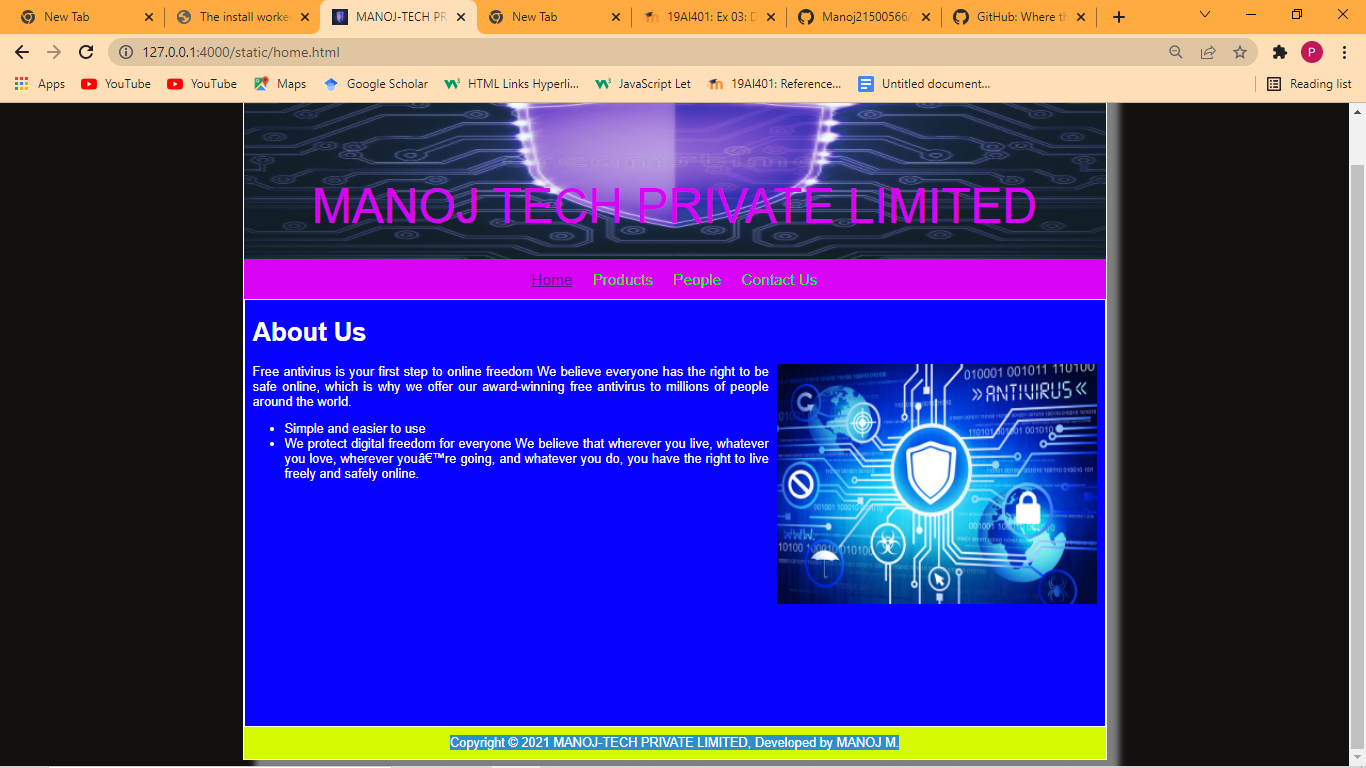 New Tab
The install worke
MANOJ-TECH PR
New Tab
19AI401: Ex 03: D
Manoj21500566/
GitHub: Where th
127.0.0.1:4000/static/home.html
P
Apps
YouTube
YouTube
Maps
Google Scholar
HTML Links Hyperli...
JavaScript Let
19AI401: Reference...
Untitled document...
Reading list
MANOJ TECH PRIVATE LIMITED
Home Products People Contact Us
About Us
Free antivirus is your first step to online freedom We believe everyone has the right to be
safe online, which is why we offer our award-winning free antivirus to millions of people
around the world.
• Simple and easier to use
• We protect digital freedom for everyone We believe that wherever you live, whatever
you love, wherever youâ€™re going, and whatever you do, you have the right to live
freely and safely online.
010001 001011 110100
»ANTIVIRUS«
WWW.
Copyright © 2021 MANOJ-TECH PRIVATE LIMITED, Developed by MANOJ M.